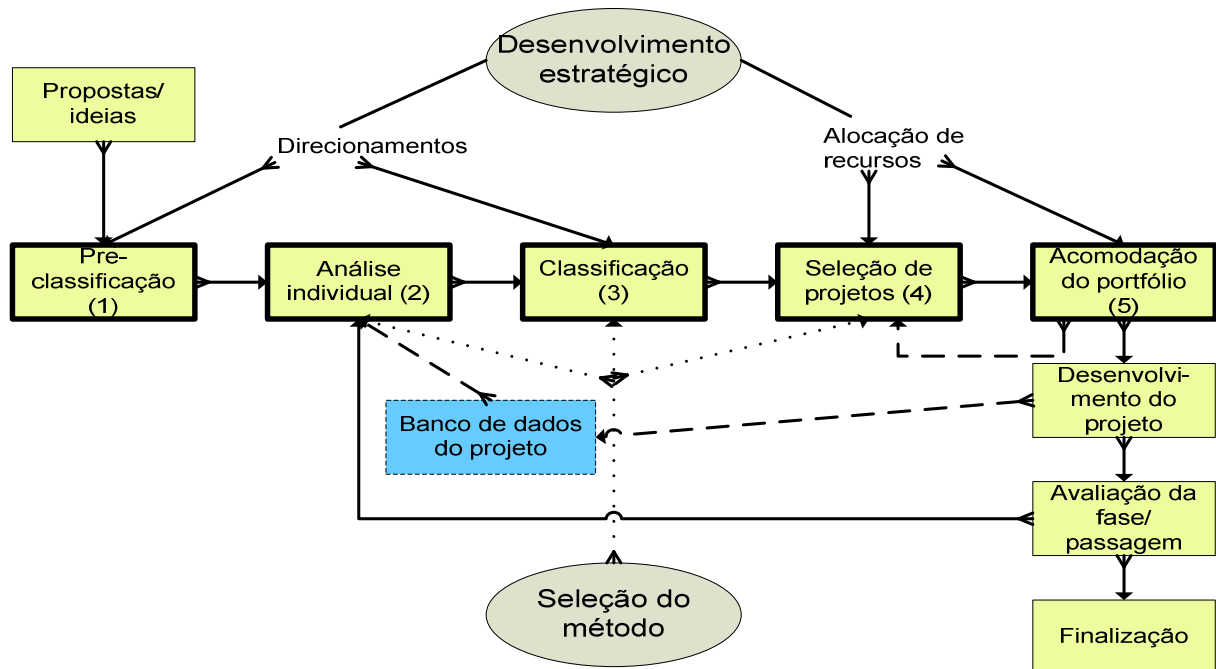 Desenvolvimento
estratégico
Propostas/
ideias
Direcionamentos
Alocação de
recursos
Pre-
classificação
(1)
Análise
individual (2)
Classificação
(3)
Seleção de
projetos (4)
Acomodação
do portfólio
(5)
Banco de dados
do projeto
Desenvolvi-
mento do
projeto
Avaliação da
fase/
passagem
Seleção do
método
Finalização